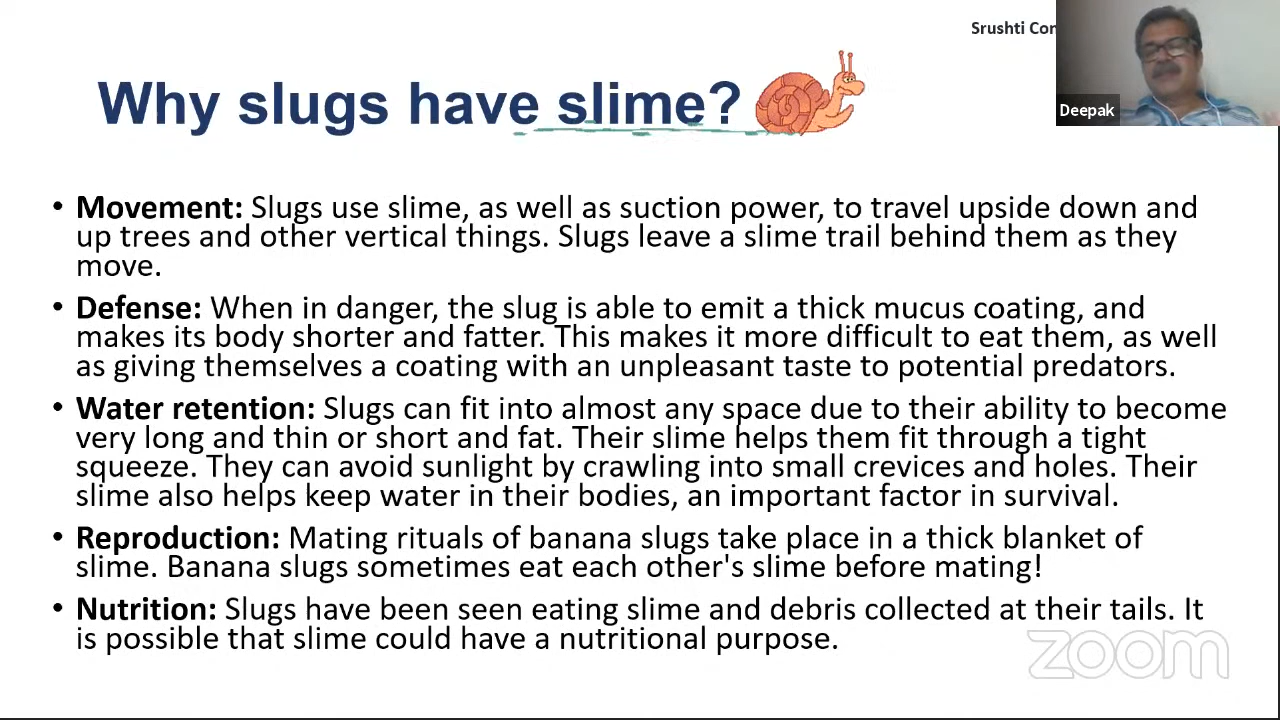 Srushti Con
Deepak
Why slugs have slime?
• Movement: Slugs use slime, as well as suction power, to travel upside down and
up trees and other vertical things. Slugs leave a slime trail behind them as they
move.
• Defense: When in danger, the slug is able to emit a thick mucus coating, and
makes its body shorter and fatter. This makes it more difficult to eat them, as well
as giving themselves a coating with an unpleasant taste to potential predators.
• Water retention: Slugs can fit into almost any space due to their ability to become
very long and thin or short and fat. Their slime helps them fit through a tight
squeeze. They can avoid sunlight by crawling into small crevices and holes. Their
slime also helps keep water in their bodies, an important factor in survival.
• Reproduction: Mating rituals of banana slugs take place in a thick blanket of
slime. Banana slugs sometimes eat each other's slime before mating!
• Nutrition: Slugs have been seen eating slime and debris collected at their tails. It
is possible that slime could have a nutritional purpose.
zoom